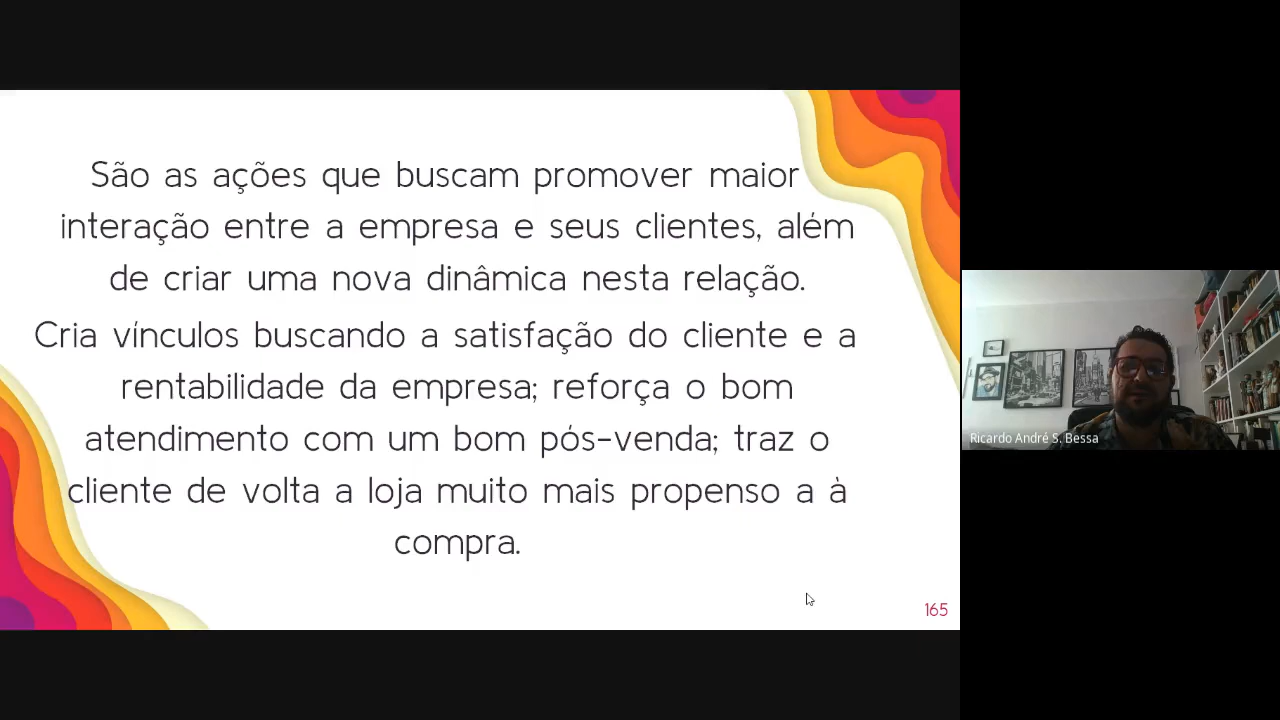 São as ações que buscam promover maior
interação entre a empresa e seus clientes, além
de criar uma nova dinâmica nesta relação.
Cria vínculos buscando a satisfação do cliente e a
rentabilidade da empresa; reforça o bom
atendimento com um bom pós-venda; traz o
cliente de volta a loja muito mais propenso a à
compra.
165
Ricardo André S. Bessa